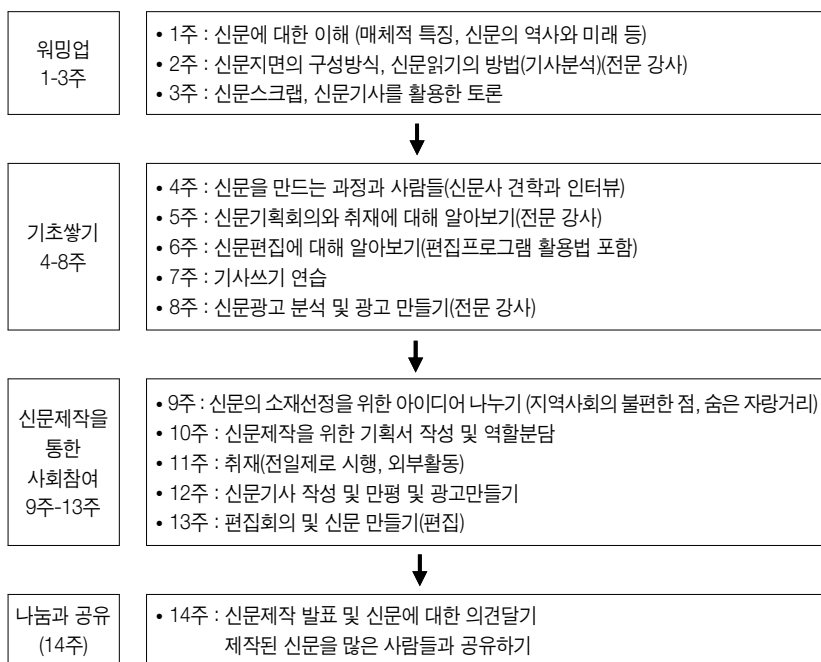 워밍업
1-3주
• 1주 : 신문에 대한 이해 (매체적 특징, 신문의 역사와 미래 등)
• 2주 : 신문지면의 구성방식, 신문읽기의 방법(기사분석)(전문 강사)
• 3주 : 신문스크랩, 신문기사를 활용한 토론
기초쌓기
4-8주
• 4주 : 신문을 만드는 과정과 사람들(신문사 견학과 인터뷰)
• 5주 : 신문기획회의와 취재에 대해 알아보기(전문 강사)
• 6주 : 신문편집에 대해 알아보기(편집프로그램 활용법 포함)
• 7주 : 기사쓰기 연습
• 8주 : 신문광고 분석 및 광고 만들기(전문 강사)
신문제작을
통한
사회참여
9주-13주
• 9주 : 신문의 소재선정을 위한 아이디어 나누기 (지역사회의 불편한 점, 숨은 자랑거리)
• 10주 : 신문제작을 위한 기획서 작성 및 역할분담
• 11주 : 취재(전일제로 시행, 외부활동)
• 12주 : 신문기사 작성 및 만평 및 광고만들기
• 13주 : 편집회의 및 신문 만들기(편집)
나눔과 공유
(14주)
• 14주 : 신문제작 발표 및 신문에 대한 의견달기
제작된 신문을 많은 사람들과 공유하기